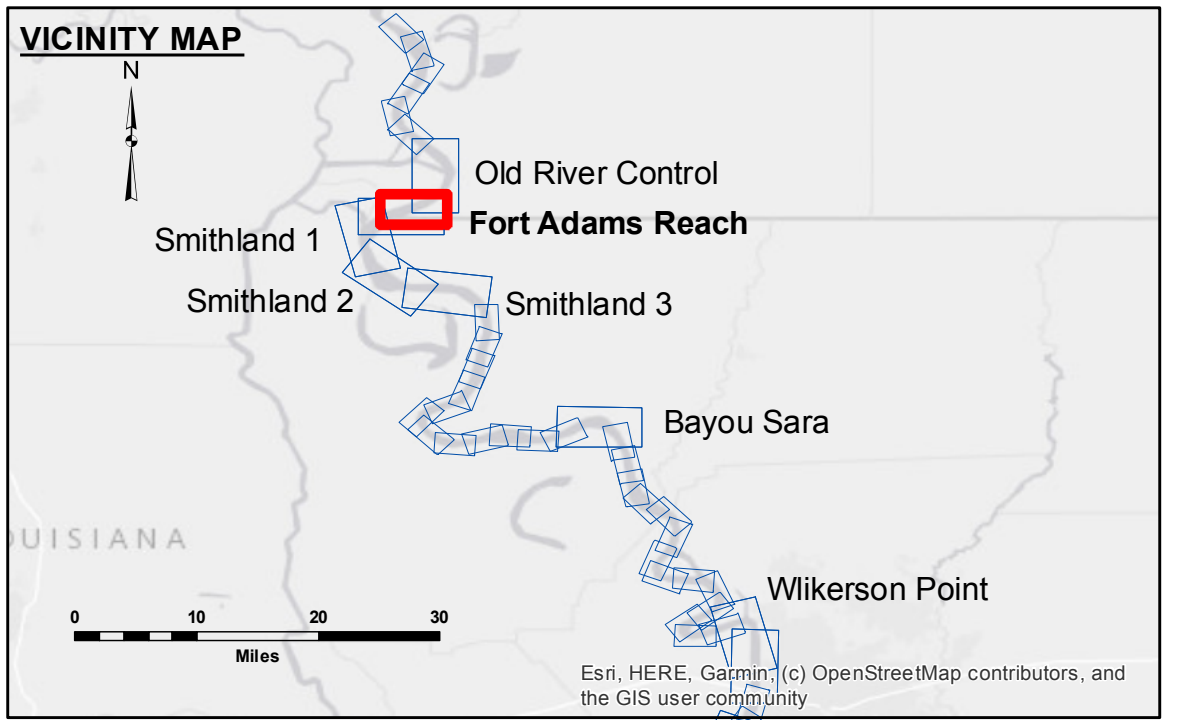 VICINITY MAP
N
Old River Control
Fort Adams Reach
Smithland 1
Smithland 2
Smithland 3
Bayou Sara
OUISIANA
Wlikerson Point
0 10 20 30
Miles
Esri, HERE, Garmin, (c) OpenStreetMap contributors, and
the GIS user community